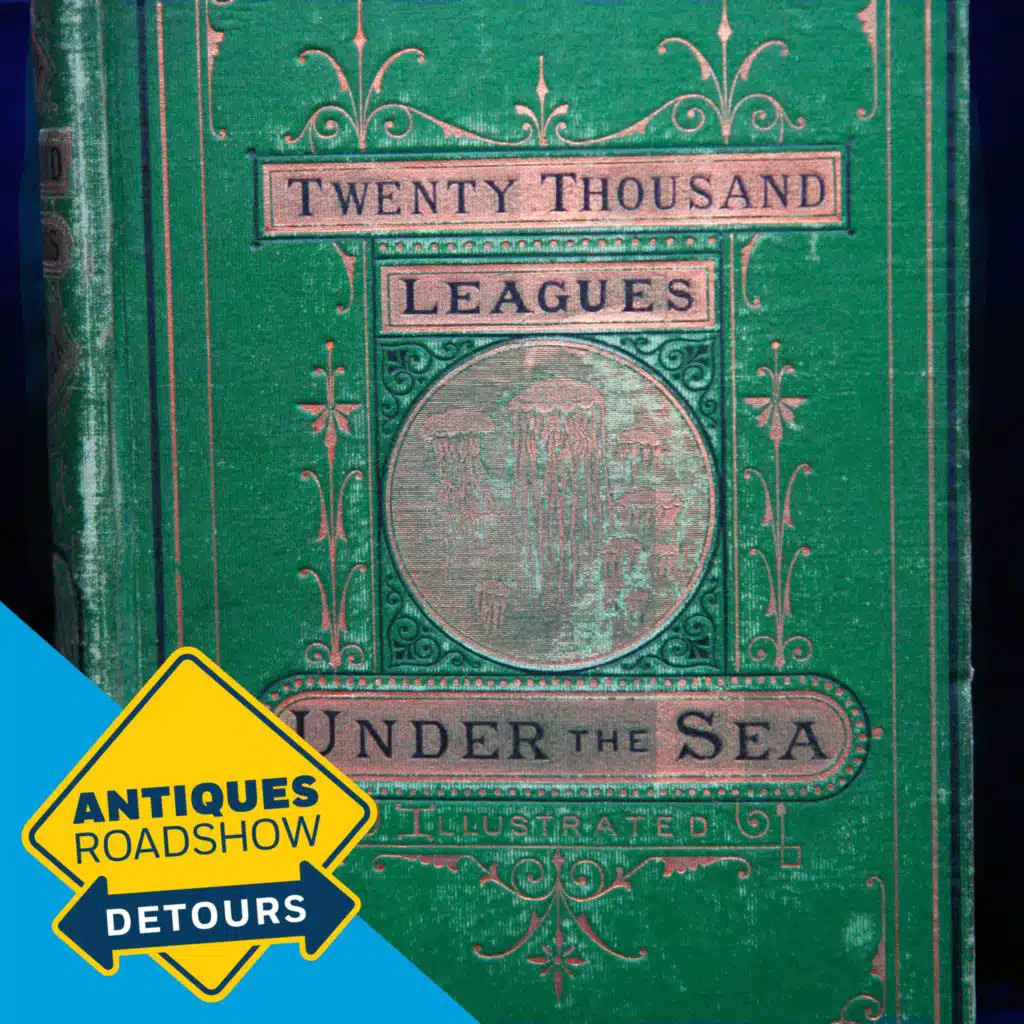 TWENTY THOUSAND
LEAGUES
UNDER THE SEA
ILLUSTRATED
D
S
ANTIQUES
ROADSHOW
DETOURS